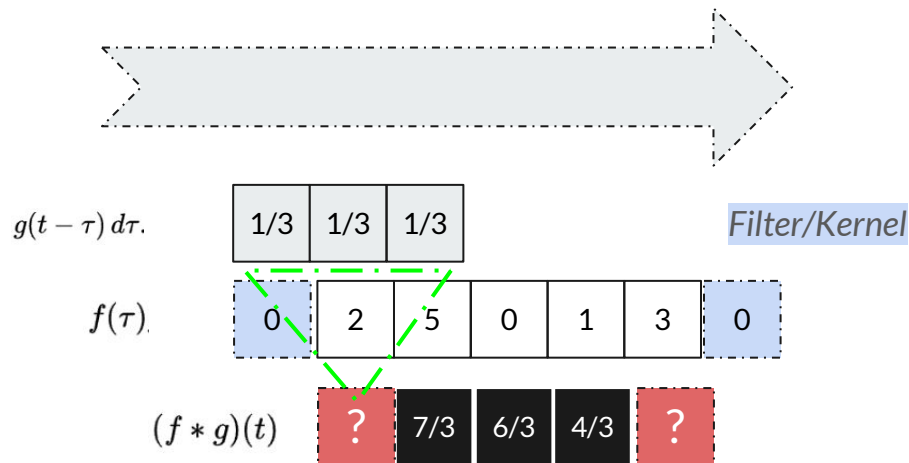 g(t − τ) dτ. 1/3 1/3 1/3 Filter/Kernel
f(τ). 0 2 5 0 1 3 0
(f ∗ g)(t) ? 7/3 6/3 4/3 ?